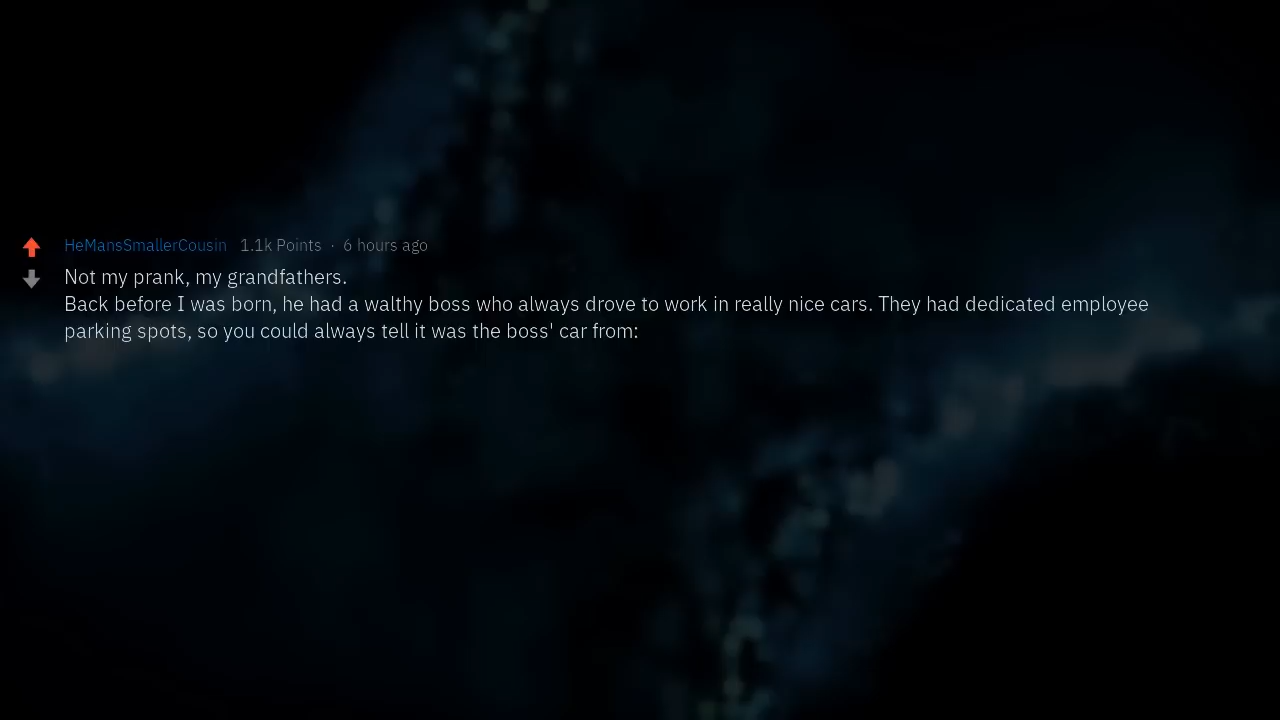 HeMansSmallerCousin 1.1k Points · 6 hours ago
Not my prank, my grandfathers.
Back before I was born, he had a walthy boss who always drove to work in really nice cars. They had dedicated employee
parking spots, so you could always tell it was the boss' car from: